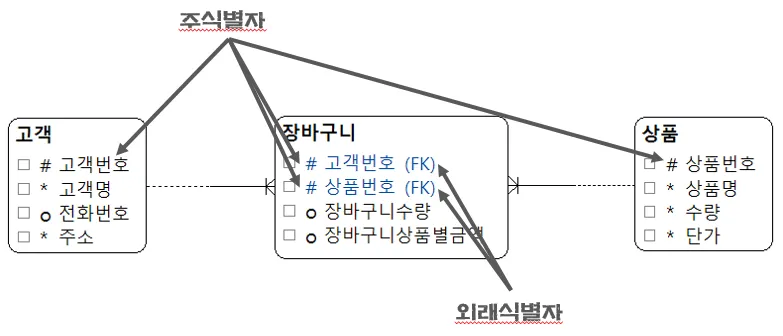 주식별자
고객
# 고객번호
* 고객명
o 전화번호
* 주소
장바구니
# 고객번호 (FK)
# 상품번호 (FK)
o 장바구니수량
o 장바구니상품별금액
상품
# 상품번호
* 상품명
* 수량
* 단가
외래식별자